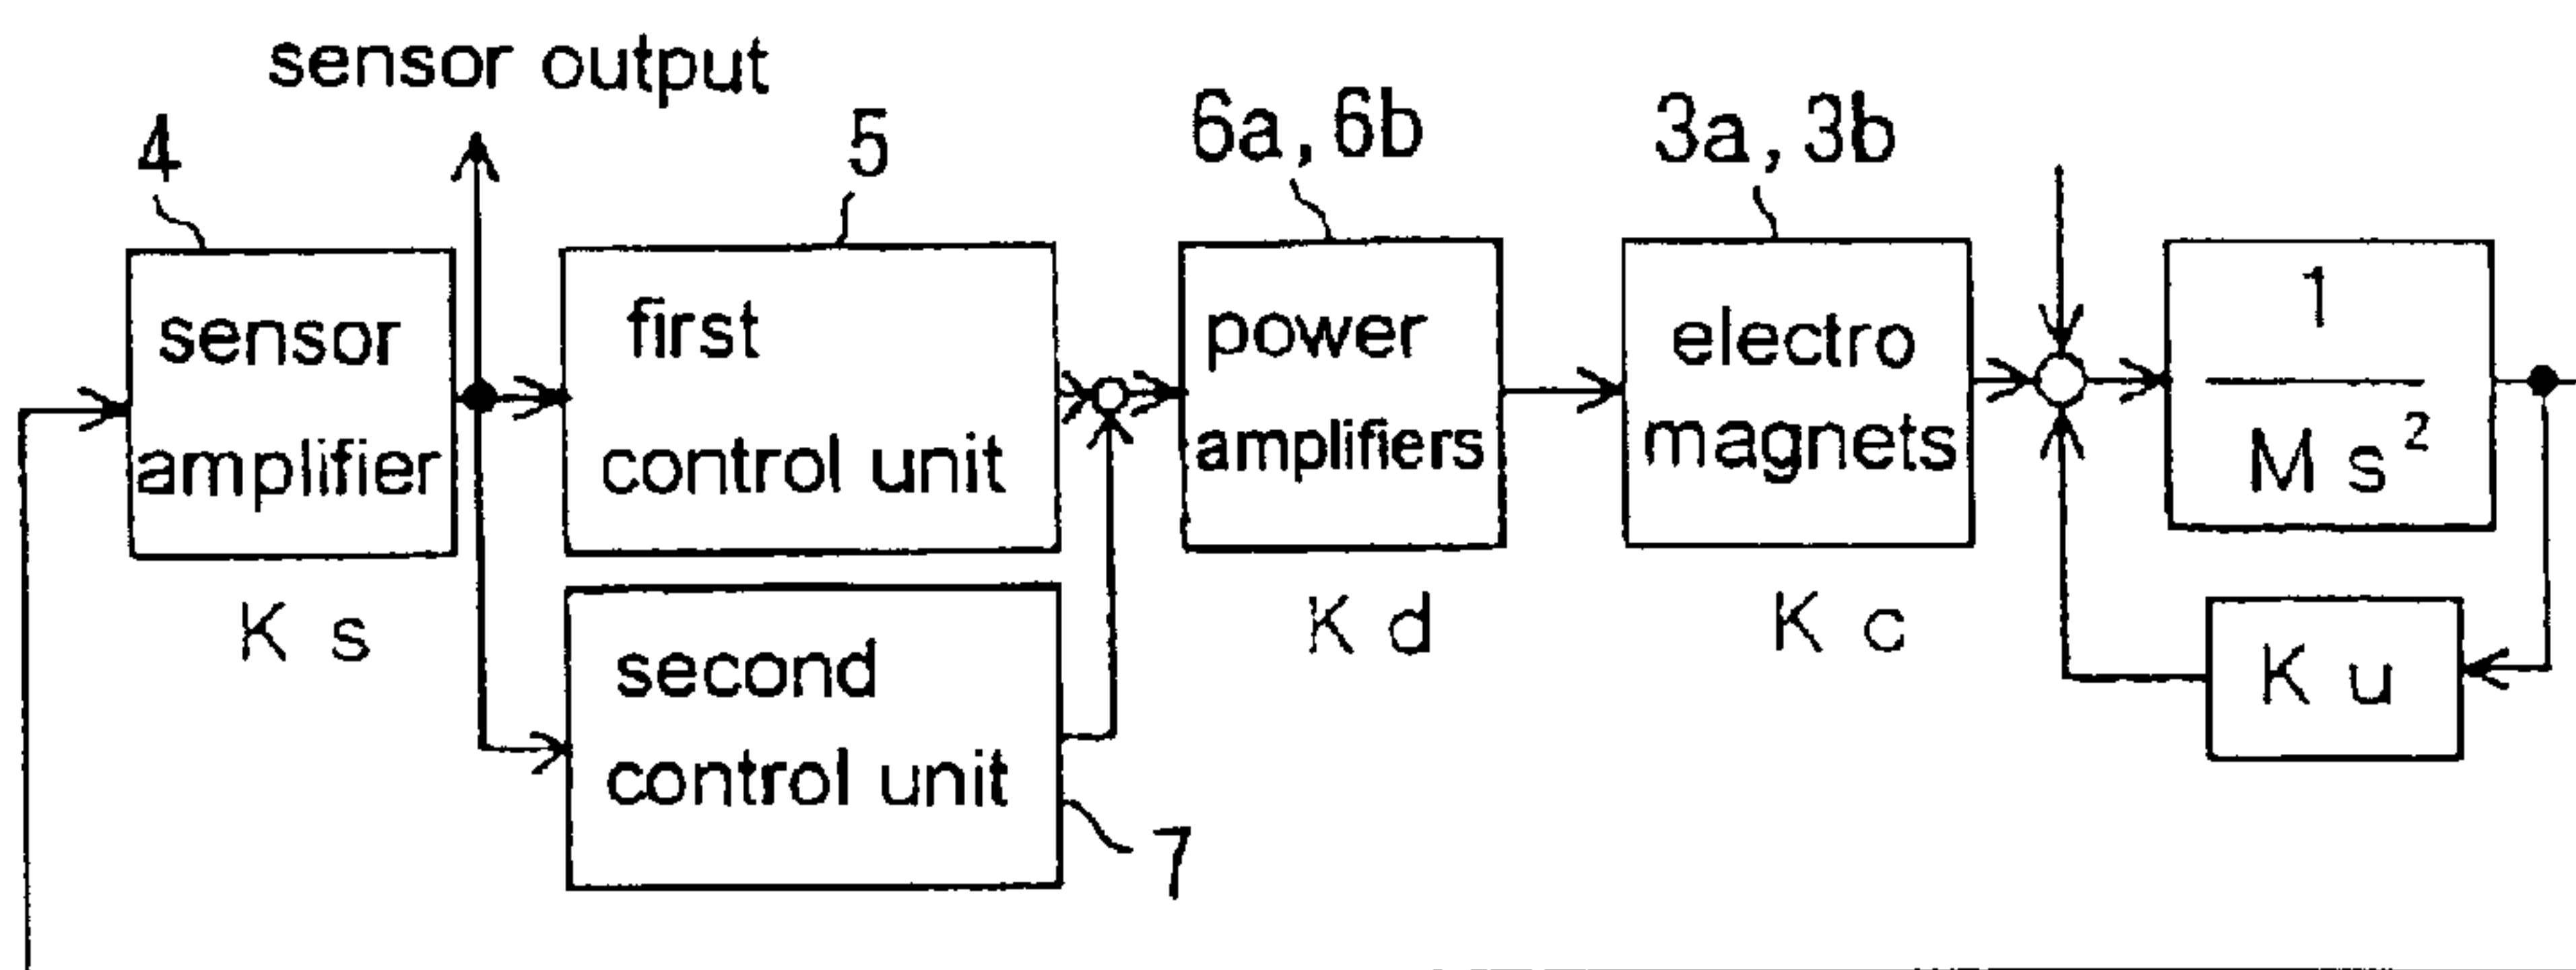 sensor output
4
5
6a, 6b
3a, 3b
sensor
amplifier
K s
first
control unit
second
control unit
7
power
amplifiers
K d
electro
magnets
K c
1
M s²
K u